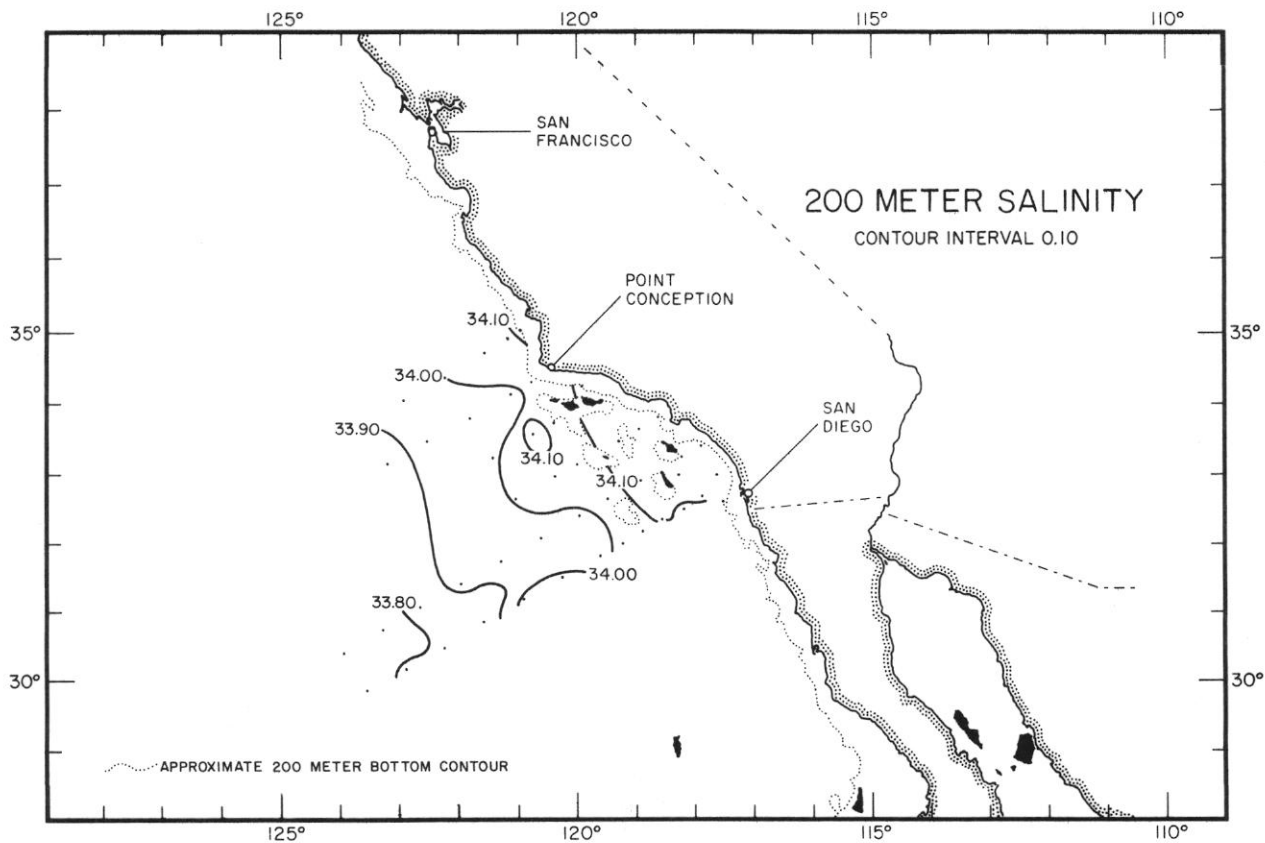 125°
120°
115°
110°
SAN
FRANCISCO
200 METER SALINITY
CONTOUR INTERVAL 0.10
POINT
CONCEPTION
34.10
35°
35°
34.00
SAN
DIEGO
33.90
34.10
34.10
34.00
33.80
30°
30°
APPROXIMATE 200 METER BOTTOM CONTOUR
125°
120°
115°
110°